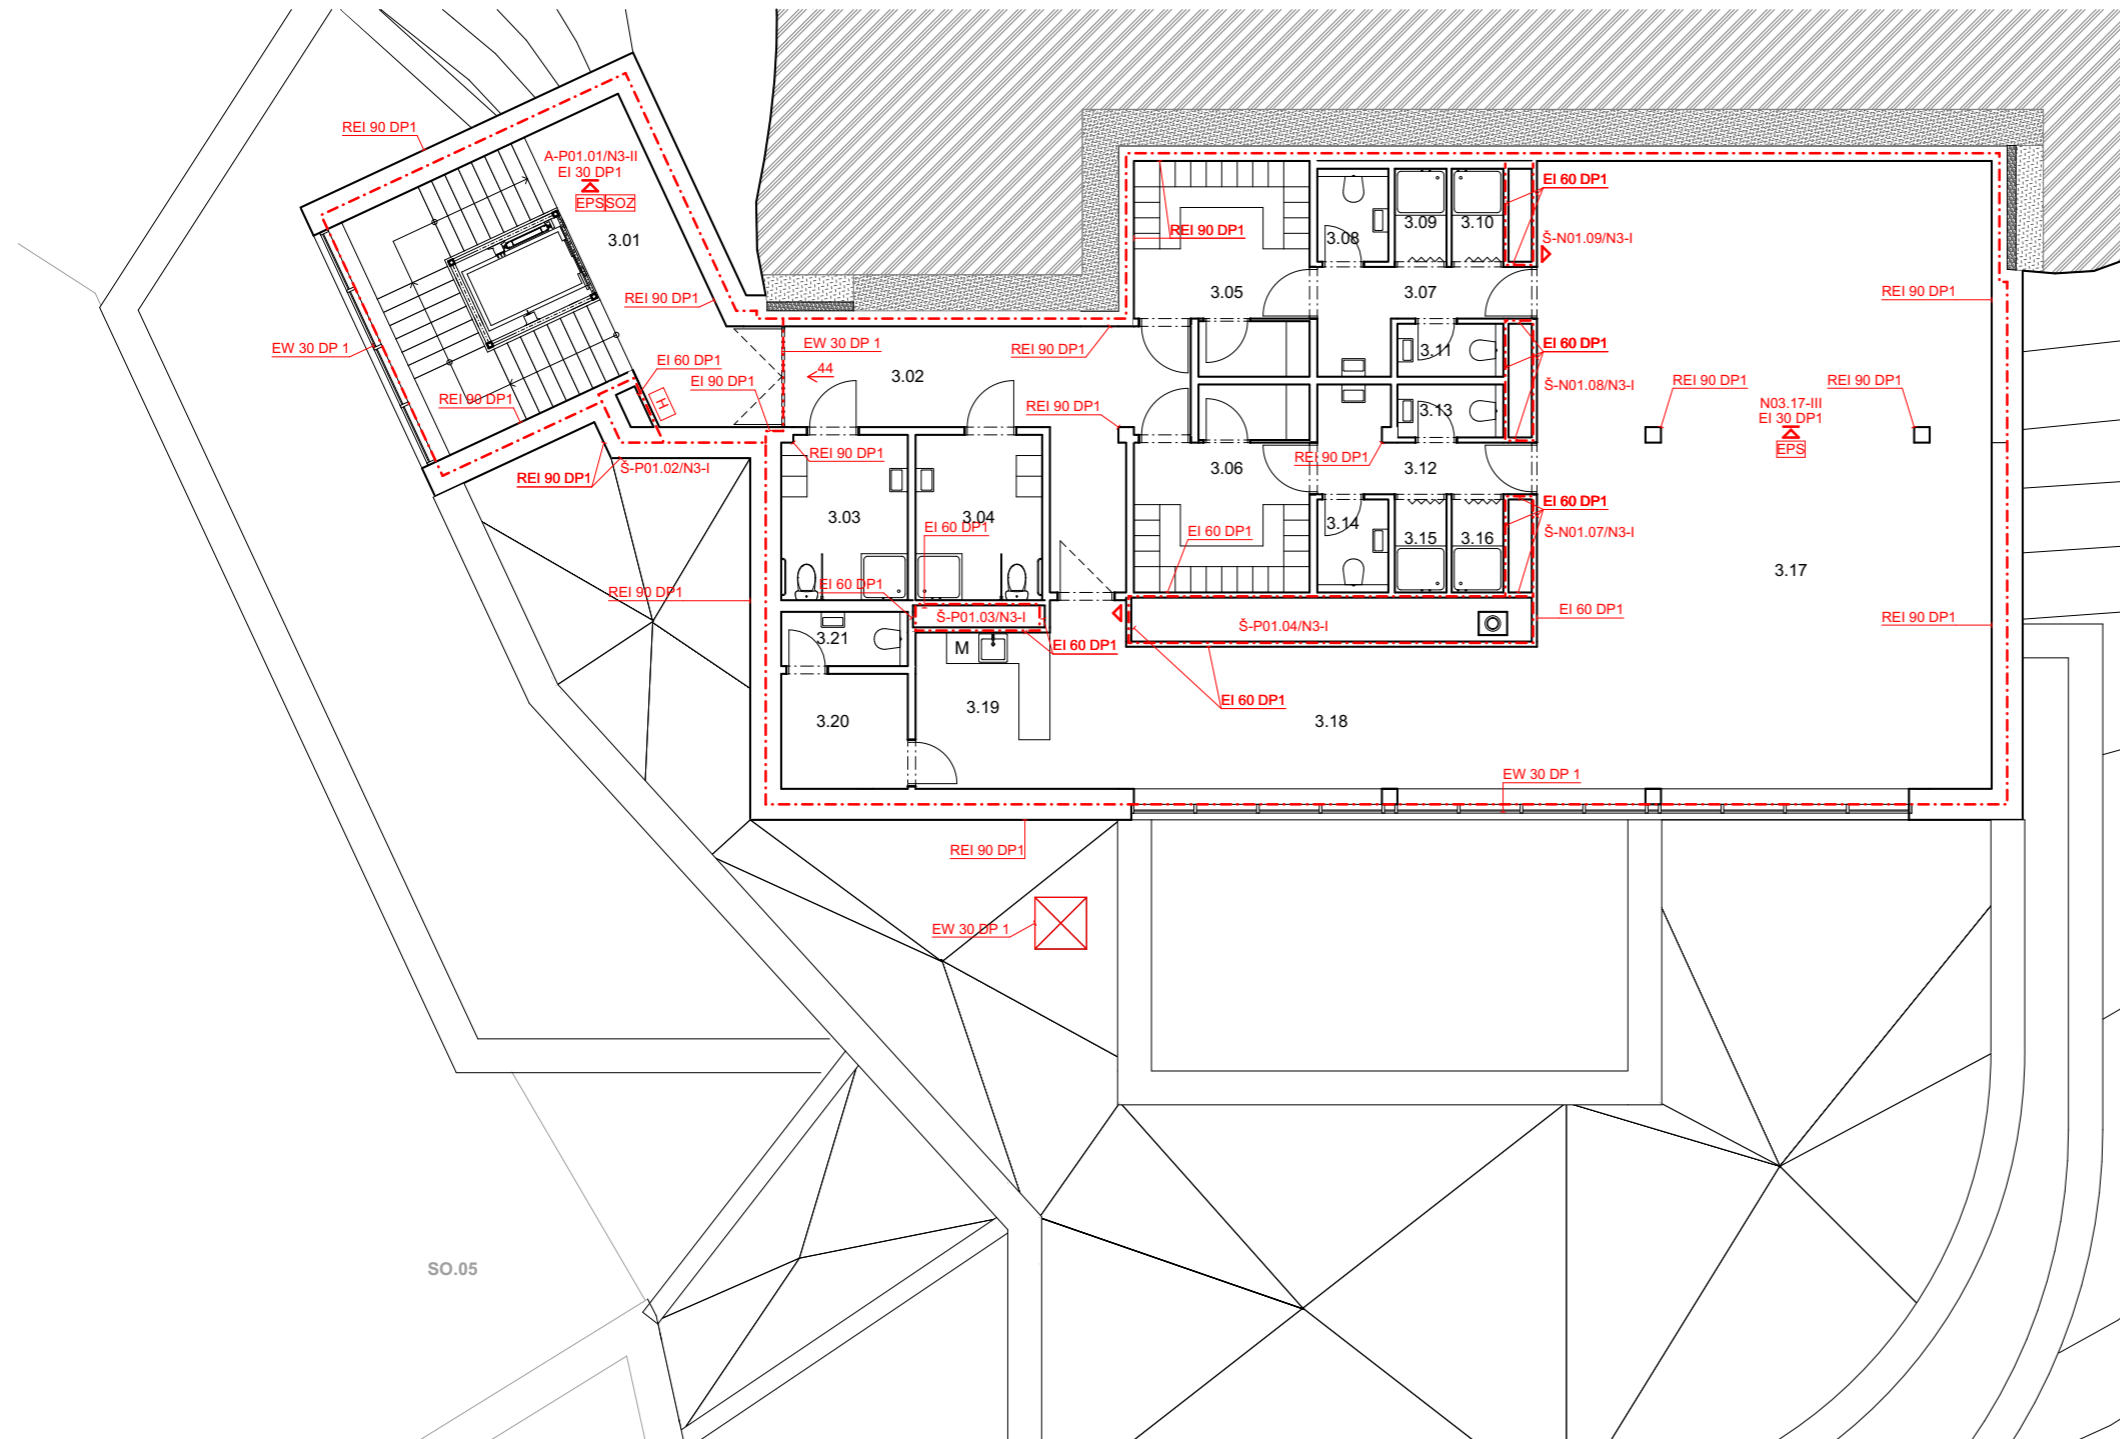 REI 90 DP1
A-P01.01/N3-II
EI 30 DP1
EPS SOZ
3.01
REI 90 DP1
EW 30 DP 1
EI 60 DP1
EI 90 DP1
REI 90 DP1
H
REI 90 DP1
Š-P01.02/N3-I
EW 30 DP 1
44
3.02
REI 90 DP1
REI 90 DP1
3.05
3.08
3.09
3.10
EI 60 DP1
Š-N01.09/N3-I
3.07
REI 90 DP1
EI 60 DP1
3.11
Š-N01.08/N3-I
REI 90 DP1
REI 90 DP1
N03.17-III
EI 30 DP1
EPS
REI 90 DP1
3.13
REI 90 DP1
REI 90 DP1
3.06
3.12
EI 60 DP1
3.03
3.04
EI 60 DP1
EI 60 DP1
3.14
3.15
3.16
Š-N01.07/N3-I
3.17
EI 60 DP1
REI 90 DP1
Š-P01.03/N3-I
Š-P01.04/N3-I
EI 60 DP1
REI 90 DP1
3.21
M
EI 60 DP1
EI 60 DP1
3.20
3.19
3.18
EW 30 DP 1
REI 90 DP1
EW 30 DP 1
SO.05